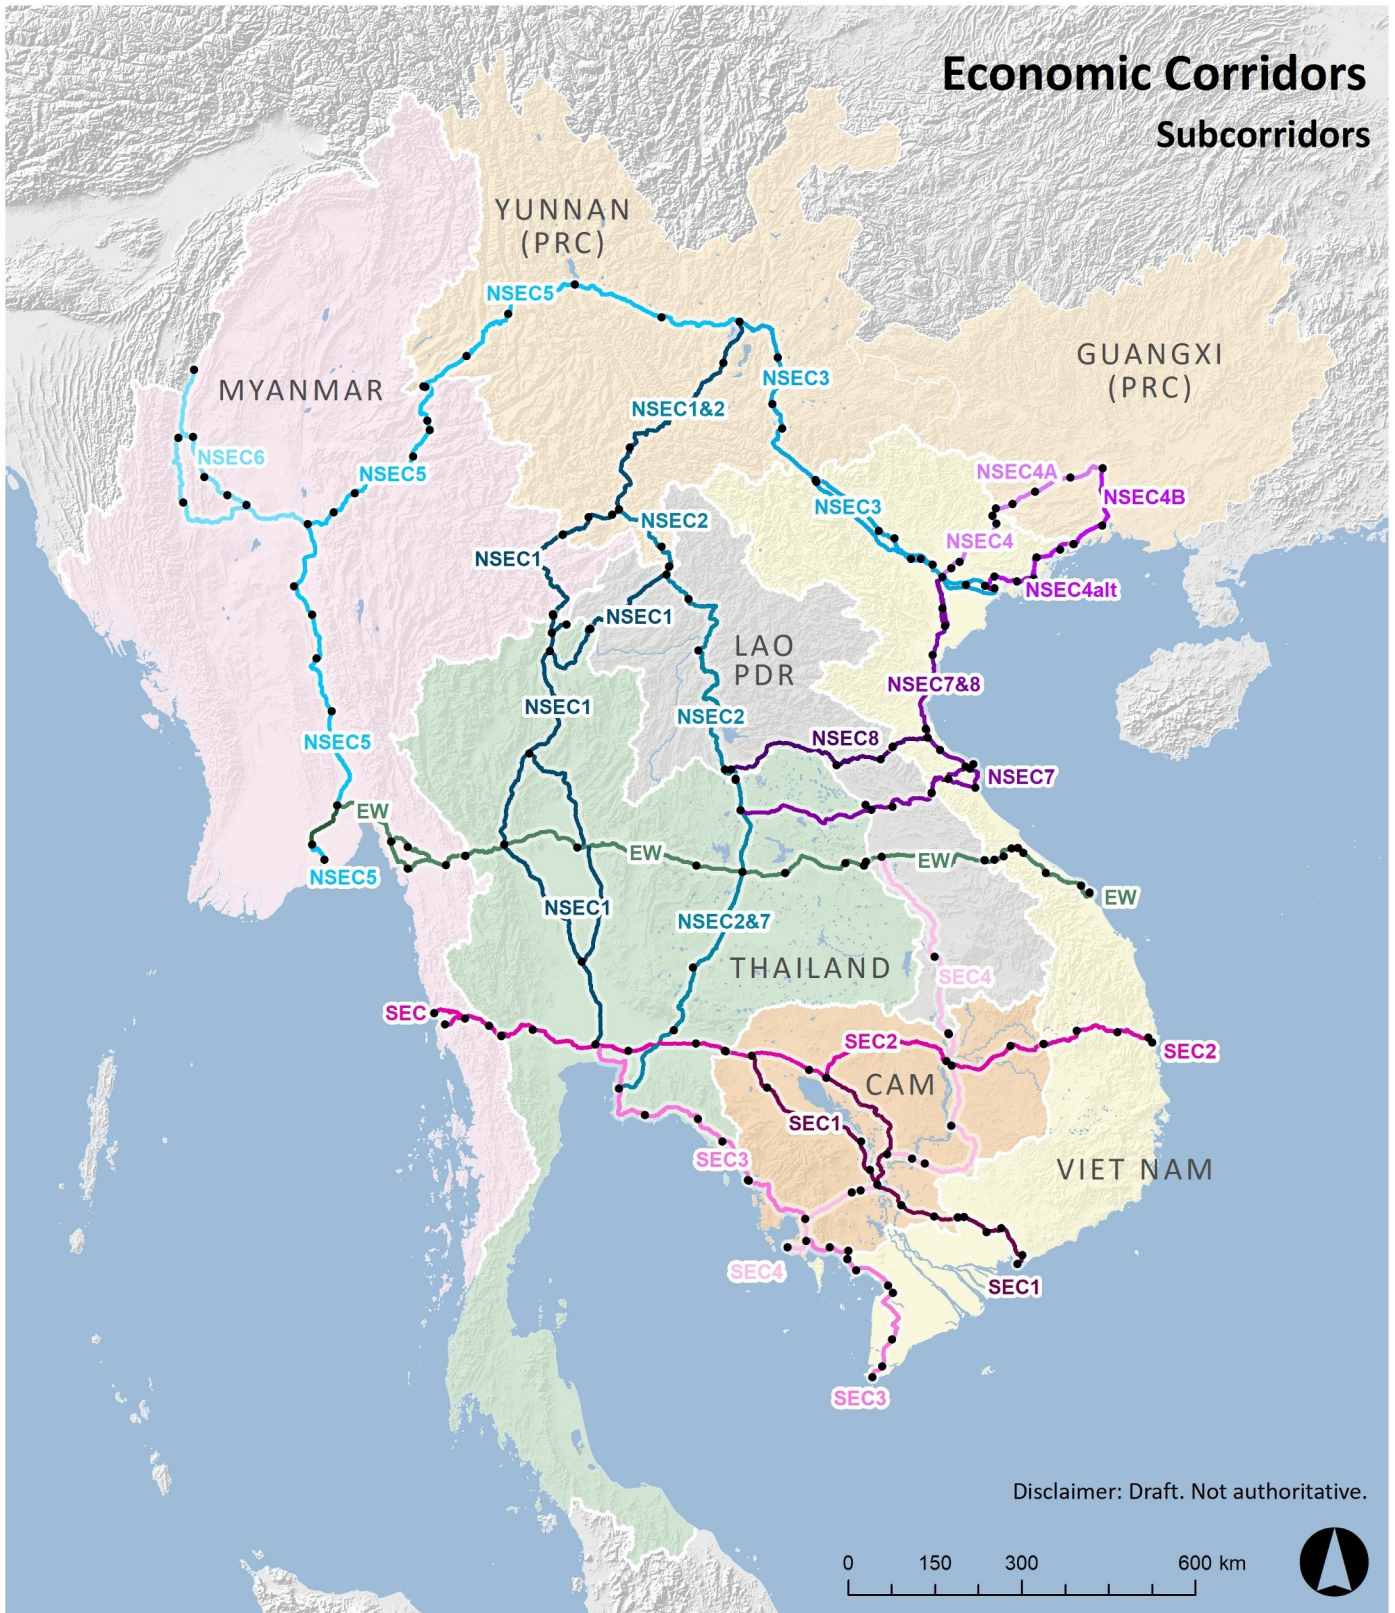 Economic Corridors
Subcorridors
YUNNAN
(PRC)
NSEC5
GUANGXI
(PRC)
NSEC3
MYANMAR
NSEC1&2
NSEC6
NSEC5
NSEC4A
NSEC4B
NSEC3
NSEC2
NSEC4
NSEC1
NSEC4alt
NSEC1
LAO
PDR
NSEC7&8
NSEC1
NSEC2
NSEC5
NSEC8
NSEC7
EW
EW
EW
NSEC5
EW
NSEC1
NSEC2&7
THAILAND
SEC4
SEC
SEC2
SEC2
CAM
SEC1
SEC3
VIET NAM
SEC4
SEC1
SEC3
Disclaimer: Draft. Not authoritative.
0 150 300 600 km